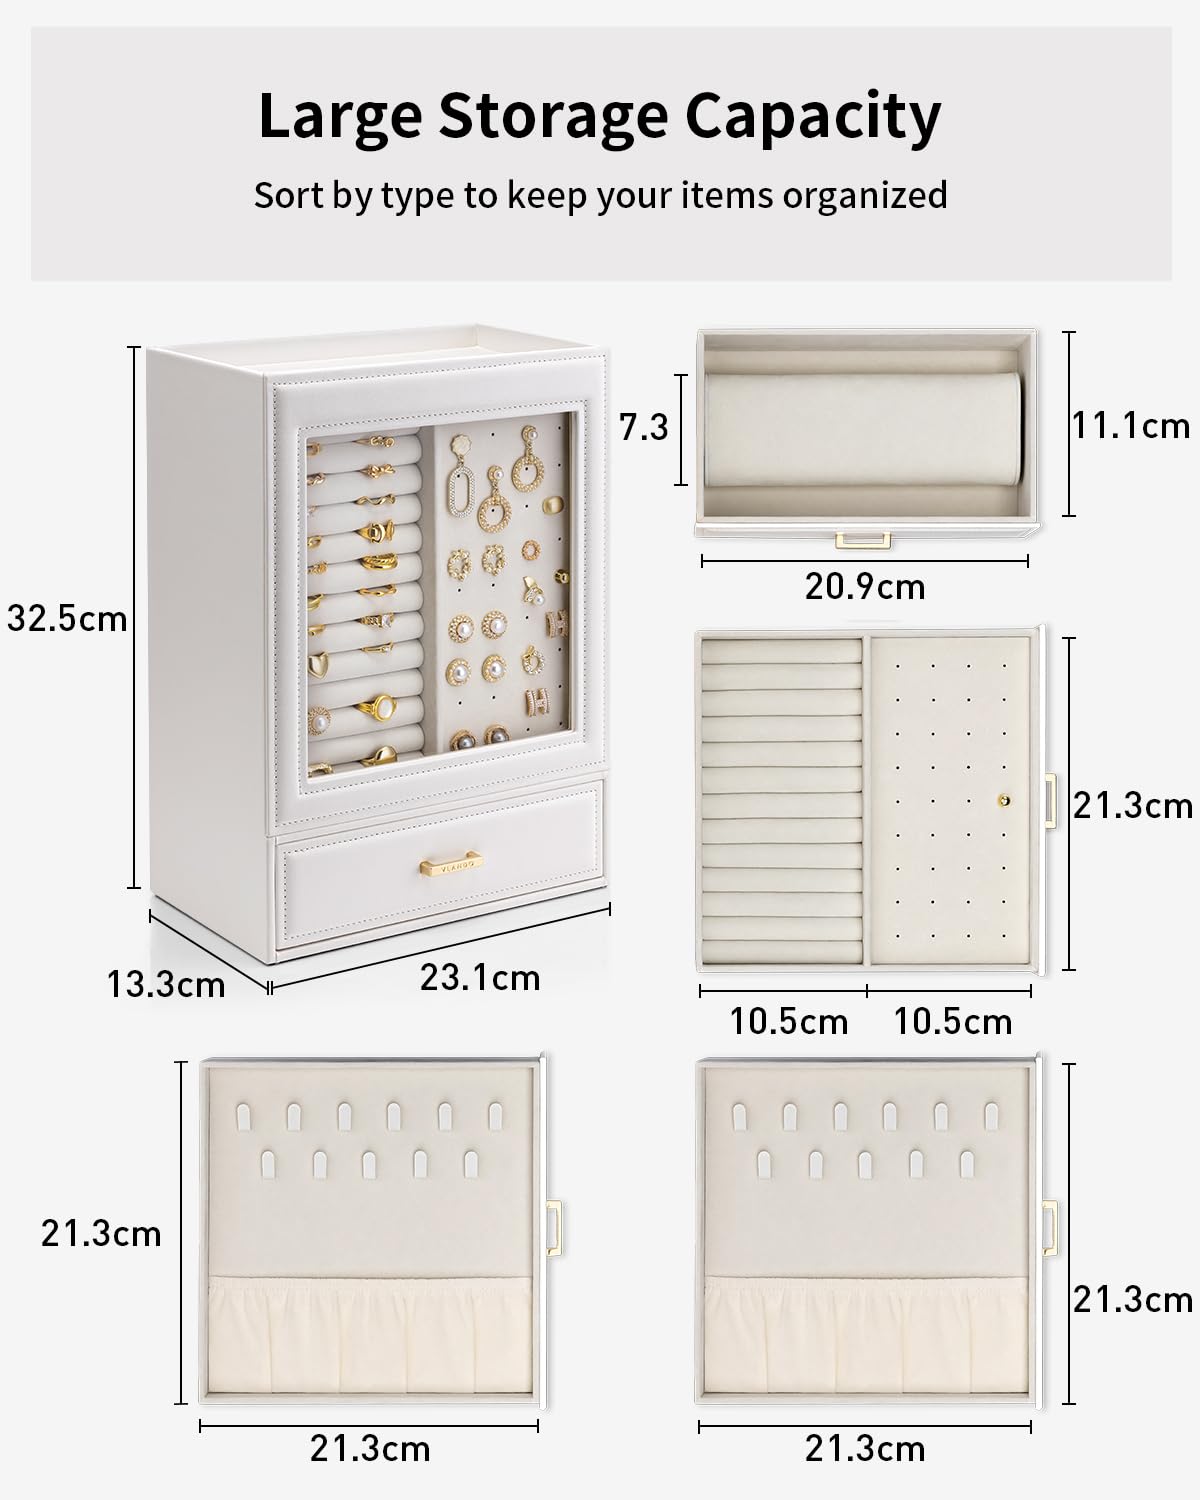 Large Storage Capacity
Sort by type to keep your items organized
32.5cm
13.3cm
23.1cm
VLANDO
7.3
11.1cm
20.9cm
21.3cm
10.5cm
10.5cm
21.3cm
21.3cm
21.3cm
21.3cm